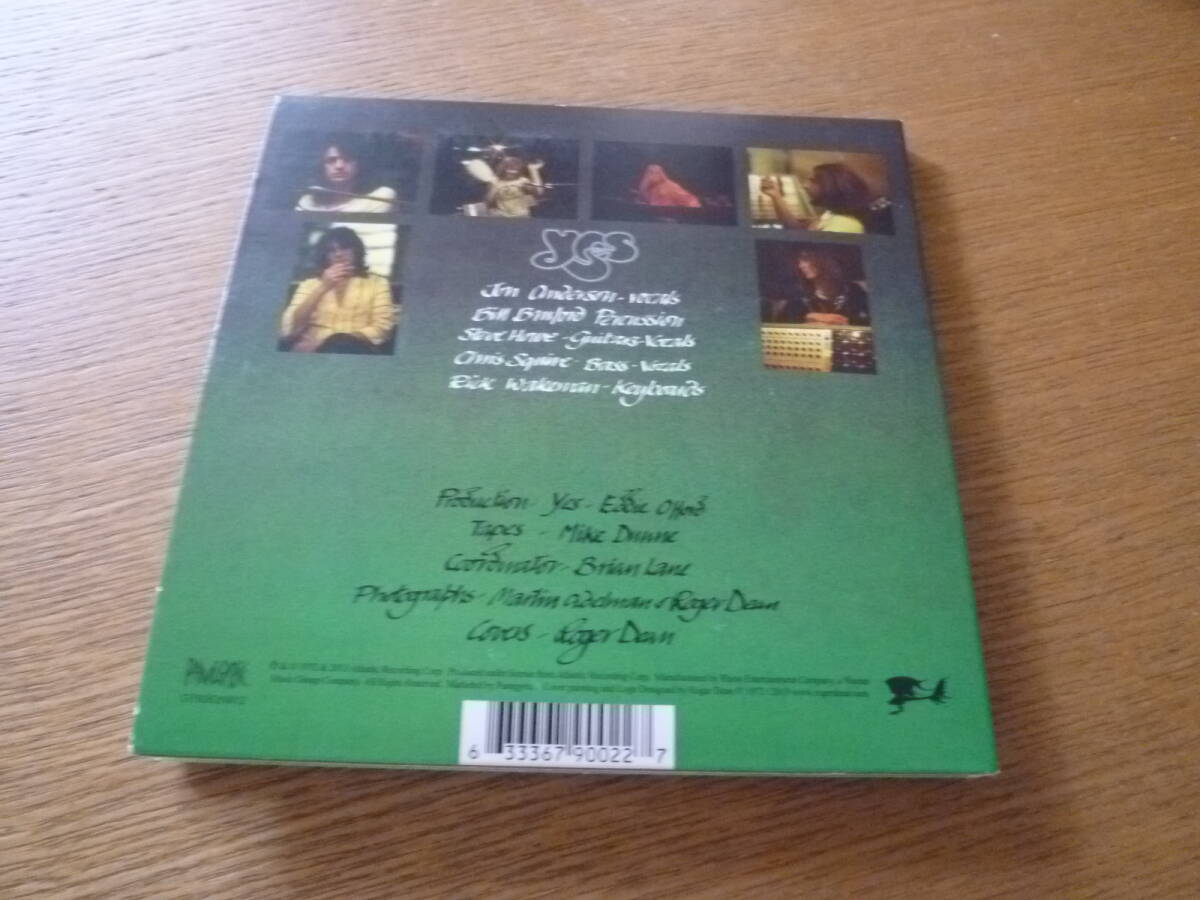 yes
Jon Anderson - vocals
Bill Bruford Percussion
Steve Howe - Guitars - Vocals
Chris Squire - Bass - Vocals
Rick Wakeman - Keyboards
Production - Yes - Eddie Offord
Tapes - Mike Dunne
Coordinator - Brian Lane
Photographs - Martin Adelman & Roger Dean
Covers - Roger Dean
PANEGYRIC
6 33367 90022 7